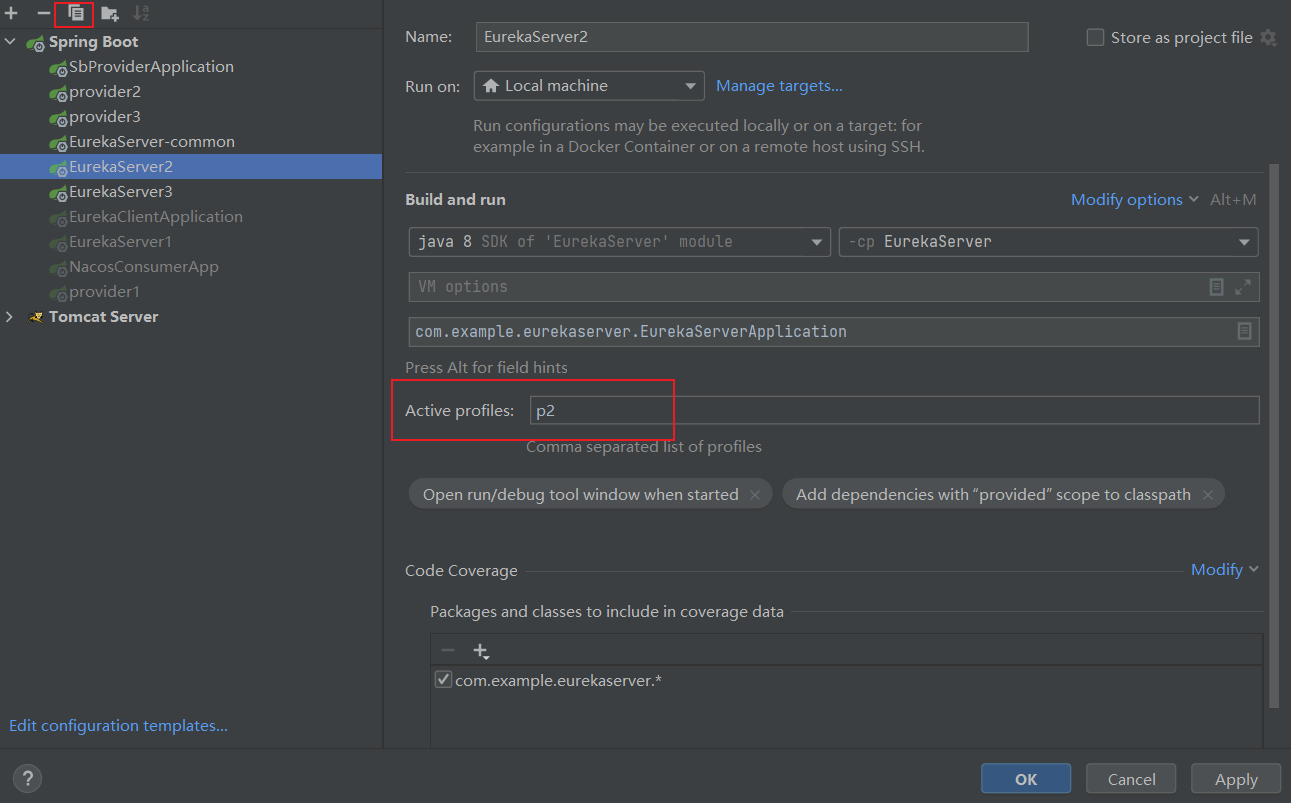 Spring Boot
SbProviderApplication
provider2
provider3
EurekaServer-common
EurekaServer2
EurekaServer3
EurekaClientApplication
EurekaServer1
NacosConsumerApp
provider1
Tomcat Server
Edit configuration templates...
Name: EurekaServer2 Store as project file
Run on: Local machine Manage targets...
Run configurations may be executed locally or on a target: for
example in a Docker Container or on a remote host using SSH.
Build and run Modify options Alt+M
java 8 SDK of 'EurekaServer' module -cp EurekaServer
VM options
com.example.eurekaserver.EurekaServerApplication
Press Alt for field hints
Active profiles: p2
Comma separated list of profiles
Open run/debug tool window when started × Add dependencies with “provided” scope to classpath ×
Code Coverage Modify
Packages and classes to include in coverage data
com.example.eurekaserver.*
? OK Cancel Apply